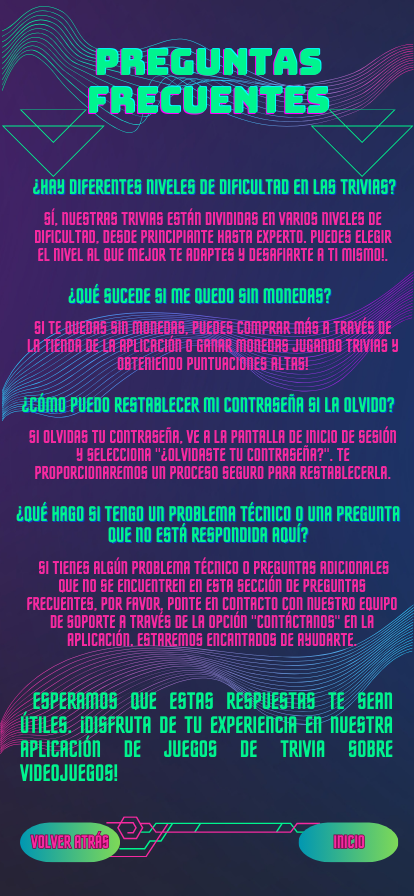 PREGUNTAS
FRECUENTES
¿HAY DIFERENTES NIVELES DE DIFICULTAD EN LAS TRIVIAS?
SÍ, NUESTRAS TRIVIAS ESTÁN DIVIDIDAS EN VARIOS NIVELES DE
DIFICULTAD, DESDE PRINCIPIANTE HASTA EXPERTO. PUEDES ELEGIR
EL NIVEL AL QUE MEJOR TE ADAPTES Y DESAFIARTE A TI MISMO!.
¿QUÉ SUCEDE SI ME QUEDO SIN MONEDAS?
SI TE QUEDAS SIN MONEDAS, PUEDES COMPRAR MÁS A TRAVÉS DE
LA TIENDA DE LA APLICACIÓN O GANAR MONEDAS JUGANDO TRIVIAS Y
OBTENIENDO PUNTUACIONES ALTAS!
¿CÓMO PUEDO RESTABLECER MI CONTRASEÑA SI LA OLVIDO?
SI OLVIDAS TU CONTRASEÑA, VE A LA PANTALLA DE INICIO DE SESIÓN
Y SELECCIONA "¿OLVIDASTE TU CONTRASEÑA?". TE
PROPORCIONAREMOS UN PROCESO SEGURO PARA RESTABLECERLA.
¿QUÉ HAGO SI TENGO UN PROBLEMA TÉCNICO O UNA PREGUNTA
QUE NO ESTÁ RESPONDIDA AQUÍ?
SI TIENES ALGÚN PROBLEMA TÉCNICO O PREGUNTAS ADICIONALES
QUE NO SE ENCUENTREN EN ESTA SECCIÓN DE PREGUNTAS
FRECUENTES, POR FAVOR, PONTE EN CONTACTO CON NUESTRO EQUIPO
DE SOPORTE A TRAVÉS DE LA OPCIÓN "CONTÁCTANOS" EN LA
APLICACIÓN. ESTAREMOS ENCANTADOS DE AYUDARTE.
ESPERAMOS QUE ESTAS RESPUESTAS TE SEAN
ÚTILES. ¡DISFRUTA DE TU EXPERIENCIA EN NUESTRA
APLICACIÓN DE JUEGOS DE TRIVIA SOBRE
VIDEOJUEGOS!
VOLVER ATRÁS
INICIO